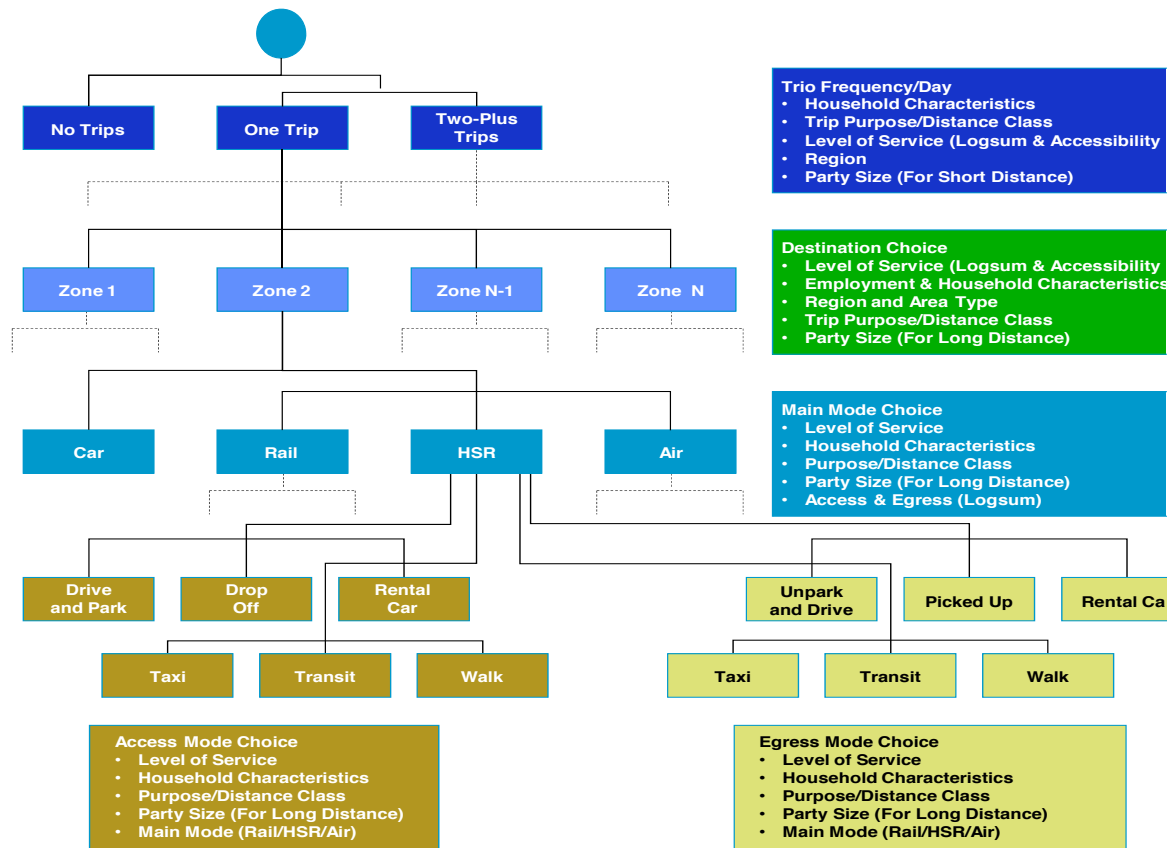 No Trips
One Trip
Two-Plus
Trips
Trio Frequency/Day
• Household Characteristics
• Trip Purpose/Distance Class
• Level of Service (Logsum & Accessibility
• Region
• Party Size (For Short Distance)
Zone 1
Zone 2
Zone N-1
Zone N
Destination Choice
• Level of Service (Logsum & Accessibility
• Employment & Household Characteristics
• Region and Area Type
• Trip Purpose/Distance Class
• Party Size (For Long Distance)
Car
Rail
HSR
Air
Main Mode Choice
• Level of Service
• Household Characteristics
• Purpose/Distance Class
• Party Size (For Long Distance)
• Access & Egress (Logsum)
Drive
and Park
Drop
Off
Rental
Car
Unpark
and Drive
Picked Up
Rental Ca
Taxi
Transit
Walk
Taxi
Transit
Walk
Access Mode Choice
• Level of Service
• Household Characteristics
• Purpose/Distance Class
• Party Size (For Long Distance)
• Main Mode (Rail/HSR/Air)
Egress Mode Choice
• Level of Service
• Household Characteristics
• Purpose/Distance Class
• Party Size (For Long Distance)
• Main Mode (Rail/HSR/Air)